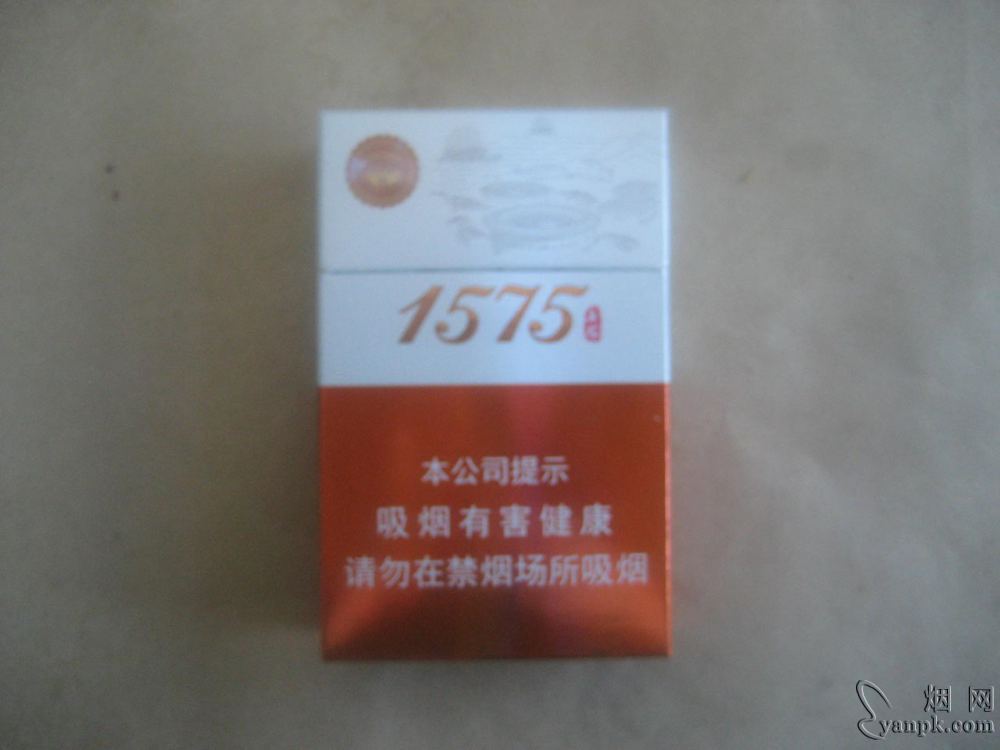 1575
本公司提示
吸烟有害健康
请勿在禁烟场所吸烟
烟网
yanpk.com